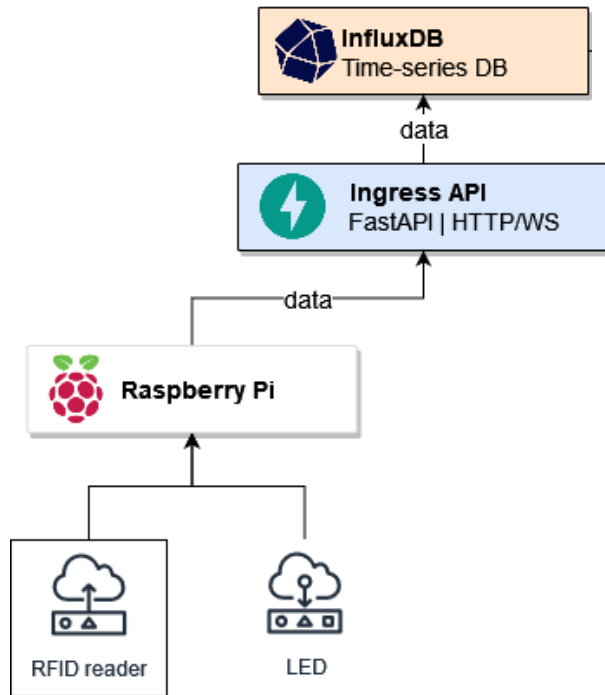 InfluxDB
Time-series DB
data
Ingress API
FastAPI | HTTP/WS
data
Raspberry Pi
RFID reader
LED